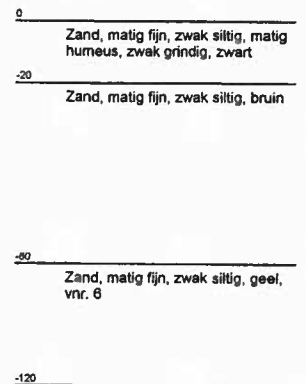 0
Zand, matig fijn, zwak siltig, matig
humeus, zwak grindig, zwart
-20
Zand, matig fijn, zwak siltig, bruin
-80
Zand, matig fijn, zwak siltig, geel,
vnr. 6
-120